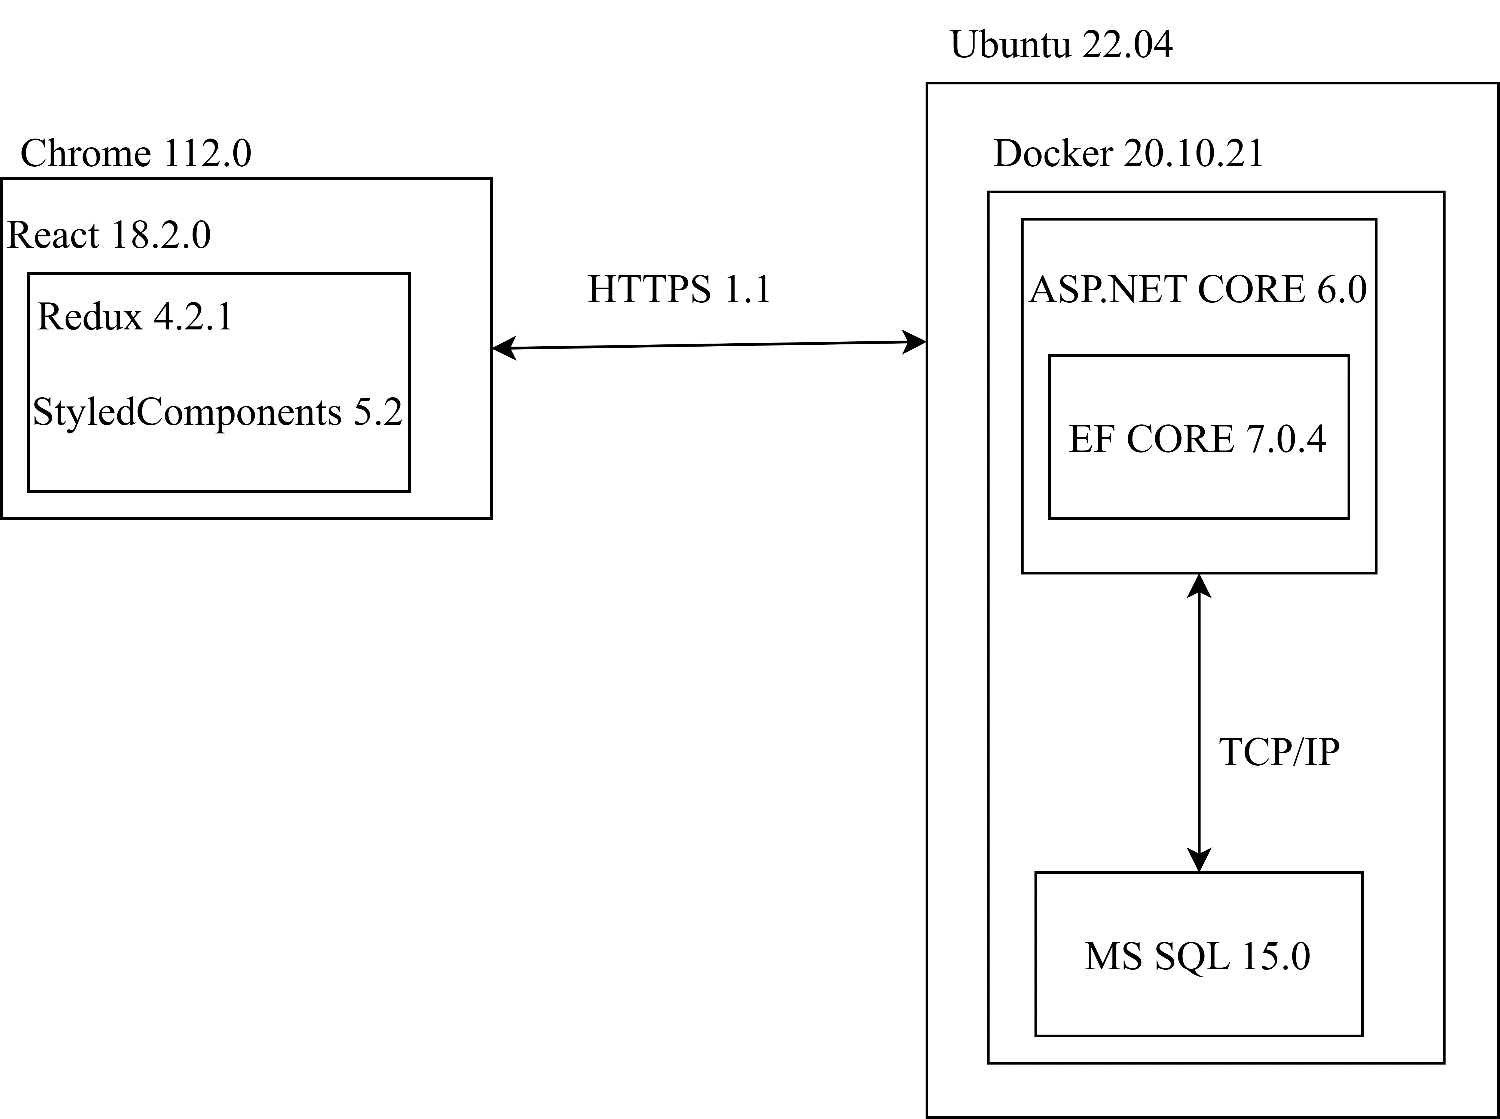 Ubuntu 22.04
Chrome 112.0
Docker 20.10.21
React 18.2.0
Redux 4.2.1
StyledComponents 5.2
HTTPS 1.1
ASP.NET CORE 6.0
EF CORE 7.0.4
TCP/IP
MS SQL 15.0